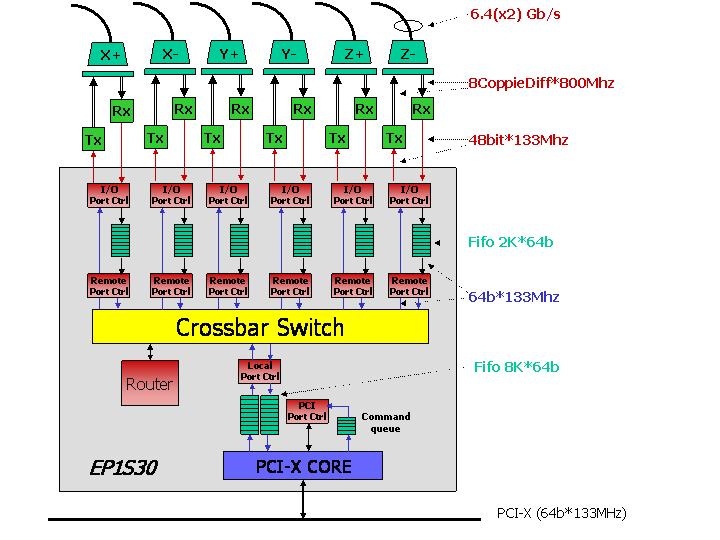 6.4(x2) Gb/s
X+ X- Y+ Y- Z+ Z-
8CoppieDiff*800Mhz
Rx Rx Rx Rx Rx Rx
Tx Tx Tx Tx Tx Tx
48bit*133Mhz
I/O I/O I/O I/O I/O I/O
Port Ctrl Port Ctrl Port Ctrl Port Ctrl Port Ctrl Port Ctrl
Fifo 2K*64b
Remote Remote Remote Remote Remote Remote
Port Ctrl Port Ctrl Port Ctrl Port Ctrl Port Ctrl Port Ctrl
64b*133Mhz
Crossbar Switch
Local
Port Ctrl
Fifo 8K*64b
Router
PCI
Port Ctrl
Command
queue
EP1S30
PCI-X CORE
PCI-X (64b*133MHz)